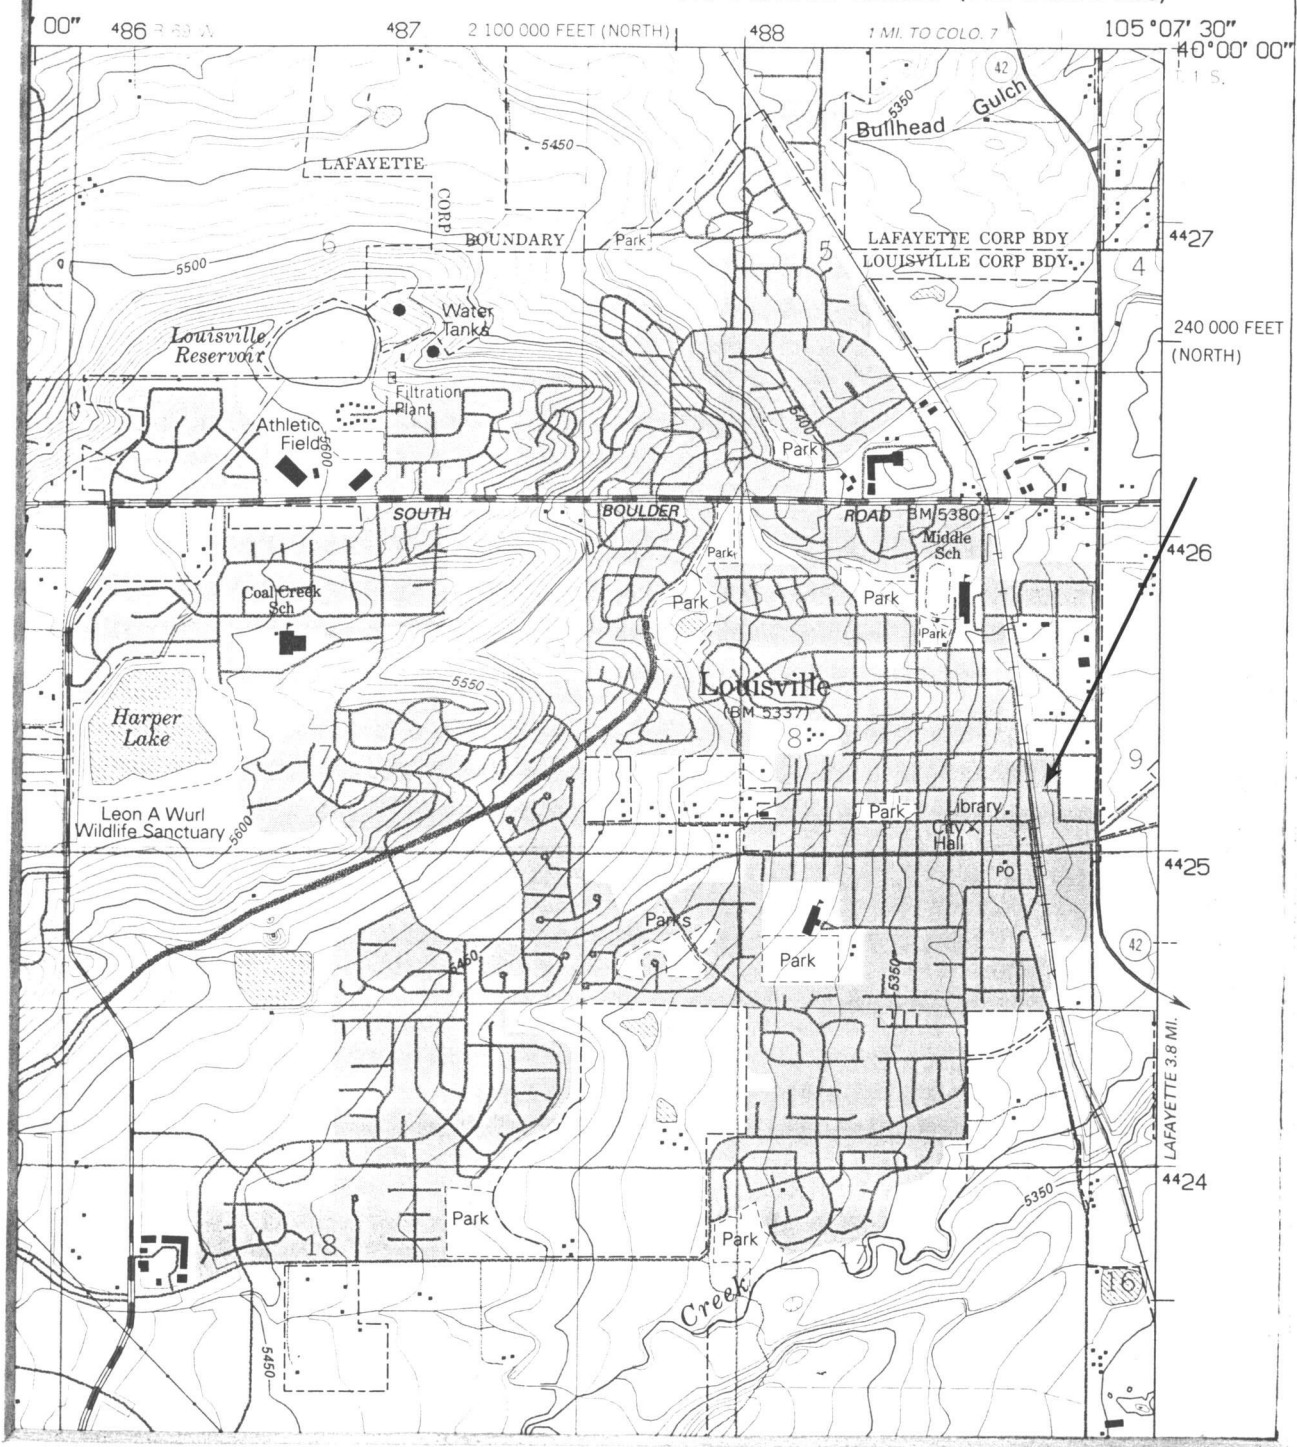 00" 486 R 69 W 487 2 100 000 FEET (NORTH) 488 1 MI. TO COLO. 7 105°07'30"
40°00'00"
T. 1 S.
42
Gulch
5350
Bullhead
5450
LAFAYETTE
CORP
BOUNDARY
Park
6
5
LAFAYETTE CORP BDY
LOUISVILLE CORP BDY
4427
4
5500
Water
Tanks
Louisville
Reservoir
240 000 FEET
(NORTH)
Filtration
Plant
Athletic
Field
5600
5400
Park
SOUTH BOULDER ROAD BM 5380
Middle
Sch
Park
4426
Coal Creek
Sch
Park
Park
Park
5550
Louisville
(BM 5337)
8
Harper
Lake
7
9
Leon A Wurl
Wildlife Sanctuary
5600
Park
Library
City
Hall
4425
PO
Parks
42
Park
5450
5350
LAFAYETTE 3.8 MI.
4424
5350
Park
18
Park
Creek
16
5450